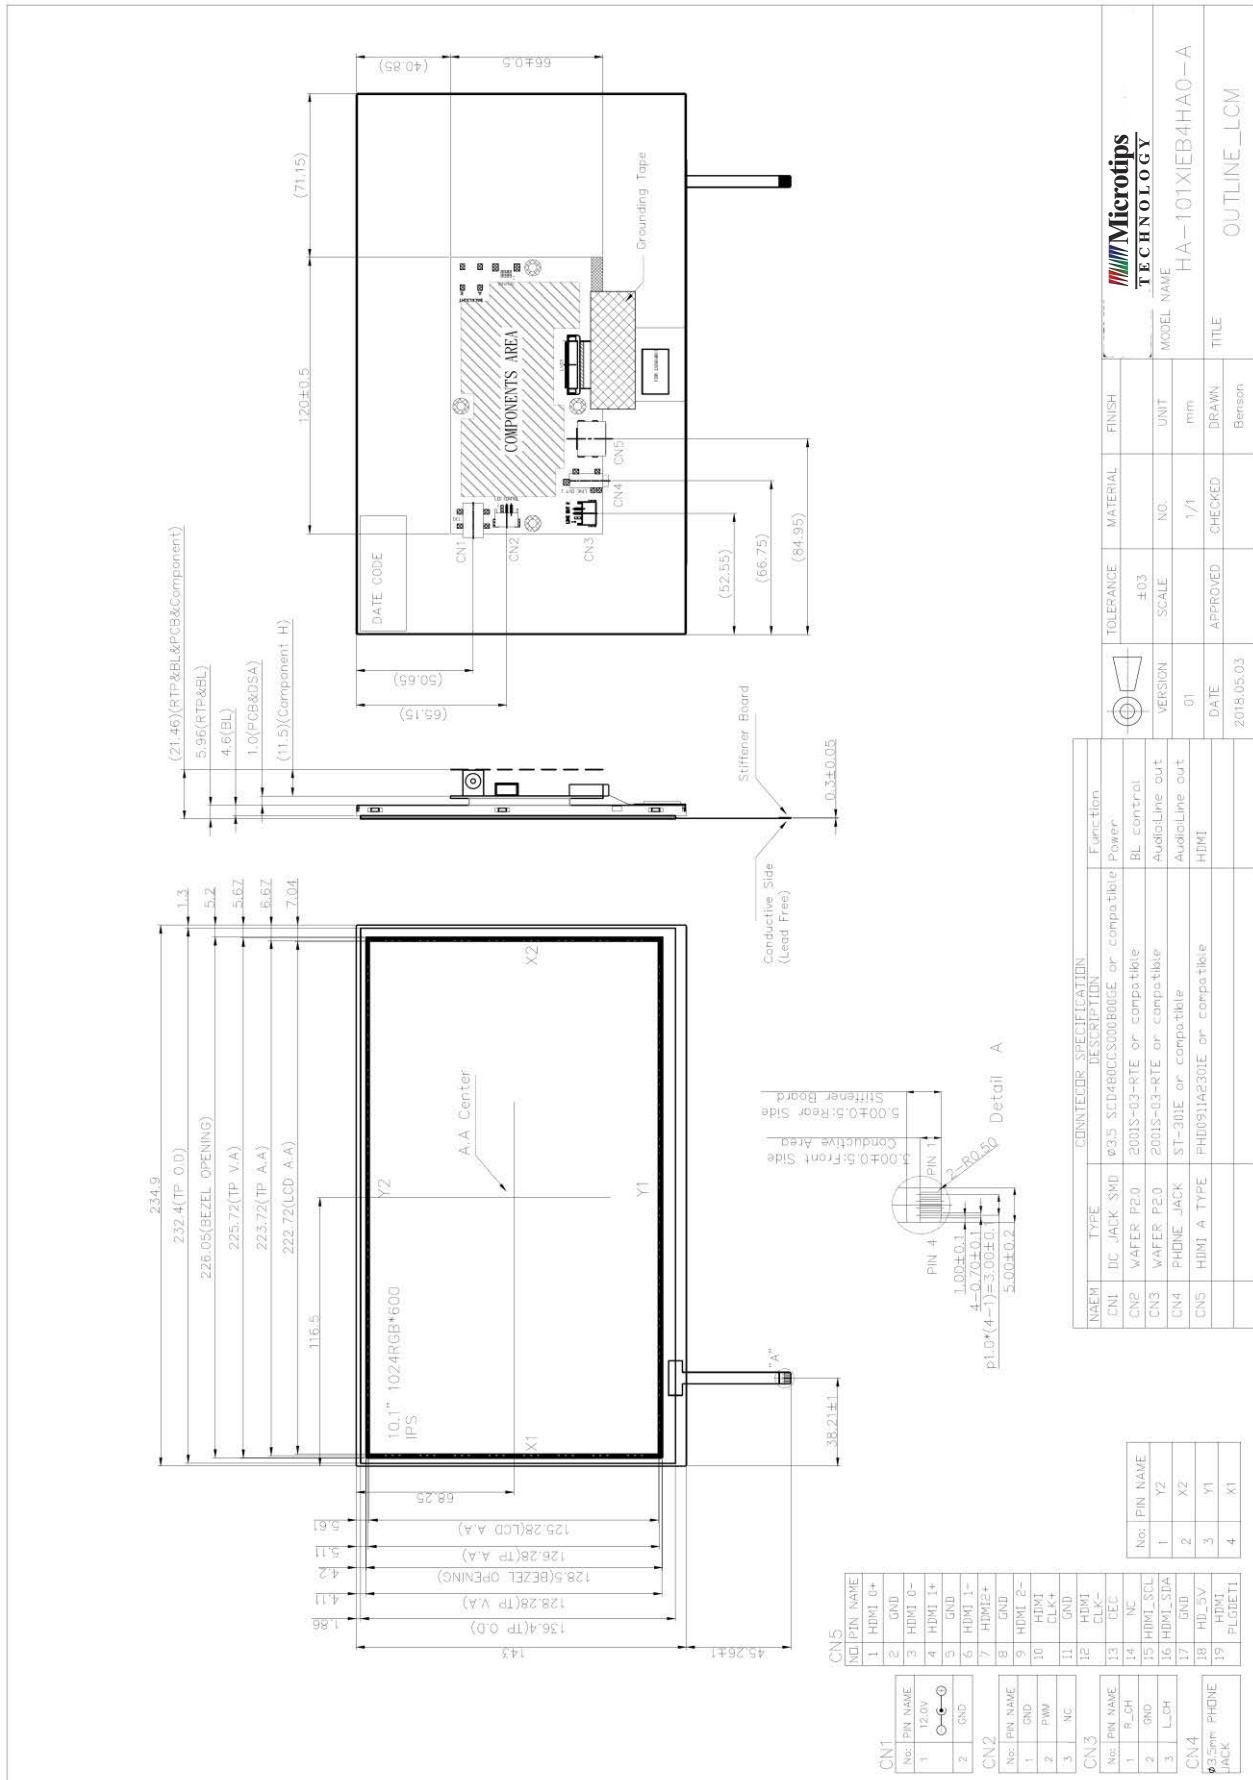 234.9
232.4(TP O.D)
226.05(BEZEL OPENING)
225.72(TP V.A)
223.72(TP A.A)
222.72(LCD A.A)
116.5
1.3
5.2
5.67
6.67
7.04
10.1" 1024RGB*600
IPS
A.A Center
Y2
X1
X2
Y1
68.25
5.61
5.11
4.2
4.11
1.86
125.28(LCD A.A)
126.28(TP A.A)
128.5(BEZEL OPENING)
128.28(TP V.A)
136.4(TP O.D)
143
45.26±1
38.21±1
"A"
(21.46)(RTP&BL&PCB&Component)
5.96(RTP&BL)
4.6(BL)
1.0(PCB&DSA)
(11.5)(Component H)
Stiffener Board
Conductive Side
(Lead Free)
0.3±0.05
120±0.5
(71.15)
(40.85)
66±0.5
DATE CODE
COMPONENTS AREA
Grounding Tape
CN1
CN2
CN3
CN4
CN5
(50.65)
(65.15)
(52.55)
(66.75)
(84.95)
5.00±0.5:Rear Side
Stiffener Board
3.00±0.5:Front Side
Conductive Area
PIN 4
PIN 1
2-R0.50
1.00±0.1
4-0.70±0.1
p1.0*(4-1)=3.00±0.1
5.00±0.2
Detail A
CN1
No: PIN NAME
1 12.0V
2 GND
CN2
No: PIN NAME
1 GND
2 PWM
3 NC
CN3
No: PIN NAME
1 R_CH
2 GND
3 L_CH
CN4
ø3.5mm PHONE
JACK
CN5
NO. PIN NAME
1 HDMI 0+
2 GND
3 HDMI 0-
4 HDMI 1+
5 GND
6 HDMI 1-
7 HDMI2+
8 GND
9 HDMI 2-
10 HDMI CLK+
11 GND
12 HDMI CLK-
13 CEC
14 NC
15 HDMI_SCL
16 HDMI_SDA
17 GND
18 HD_5V
19 HDMI PLGDET1
No: PIN NAME
1 Y2
2 X2
3 Y1
4 X1
CONNTECOR SPECIFICATION
NAEM TYPE DESCRIPTION Function
CN1 DC JACK SMD ø3.5 SCD480CCS000B00GE or compatible Power
CN2 WAFER P2.0 2001S-03-RTE or compatible BL control
CN3 WAFER P2.0 2001S-03-RTE or compatible Audio:Line out
CN4 PHONE JACK ST-301E or compatible Audio:Line out
CN5 HDMI A TYPE PHD0911A2301E or compatible HDMI
TOLERANCE MATERIAL FINISH
±03
VERSION SCALE NO. UNIT
01 1/1 mm
DATE APPROVED CHECKED DRAWN
2018.05.03 Benson
Microtips
TECHNOLOGY
MODEL NAME
HA-101XIEB4HA0-A
TITLE
OUTLINE_LCM